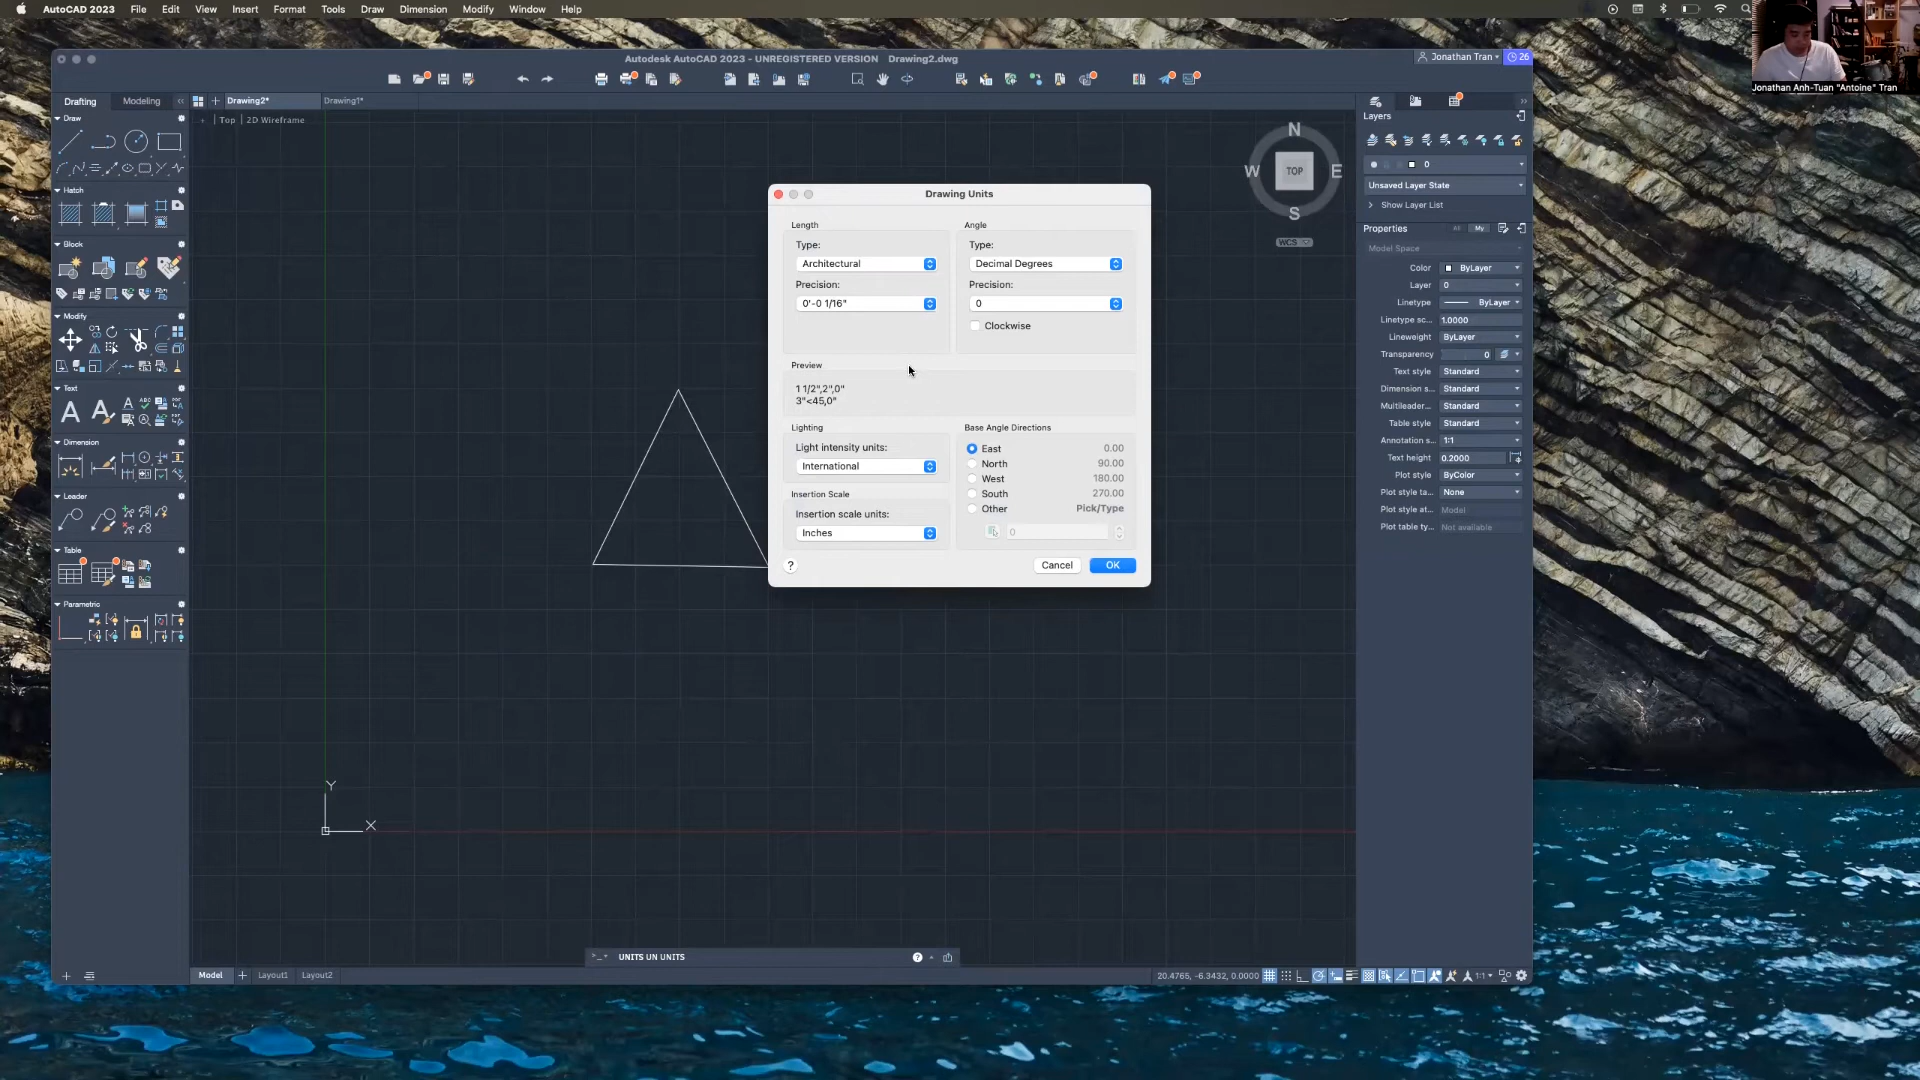 AutoCAD 2023 File Edit View Insert Format Tools Draw Dimension Modify Window Help
Autodesk AutoCAD 2023 - UNREGISTERED VERSION Drawing2.dwg
Jonathan Tran
26
Jonathan Anh-Tuan "Antoine" Tran
Drafting Modeling
Drawing2* Drawing1*
Top 2D Wireframe
Draw
Hatch
Block
Modify
Text
Dimension
Leader
Table
Parametric
N
W TOP E
S
WCS
Drawing Units
Length
Type:
Architectural
Precision:
0'-0 1/16"
Angle
Type:
Decimal Degrees
Precision:
0
Clockwise
Preview
1 1/2",2",0"
3"<45,0"
Lighting
Light intensity units:
International
Insertion Scale
Insertion scale units:
Inches
Base Angle Directions
East 0.00
North 90.00
West 180.00
South 270.00
Other Pick/Type
0
? Cancel OK
Layers
0
Unsaved Layer State
Show Layer List
Properties All My
Model Space
Color ByLayer
Layer 0
Linetype ByLayer
Linetype sc... 1.0000
Lineweight ByLayer
Transparency 0
Text style Standard
Dimension s... Standard
Multileader... Standard
Table style Standard
Annotation s... 1:1
Text height 0.2000
Plot style ByColor
Plot style ta... None
Plot style at... Model
Plot table ty... Not available
Y
X
UNITS UN UNITS
Model Layout1 Layout2
20.4765, -6.3432, 0.0000
1:1